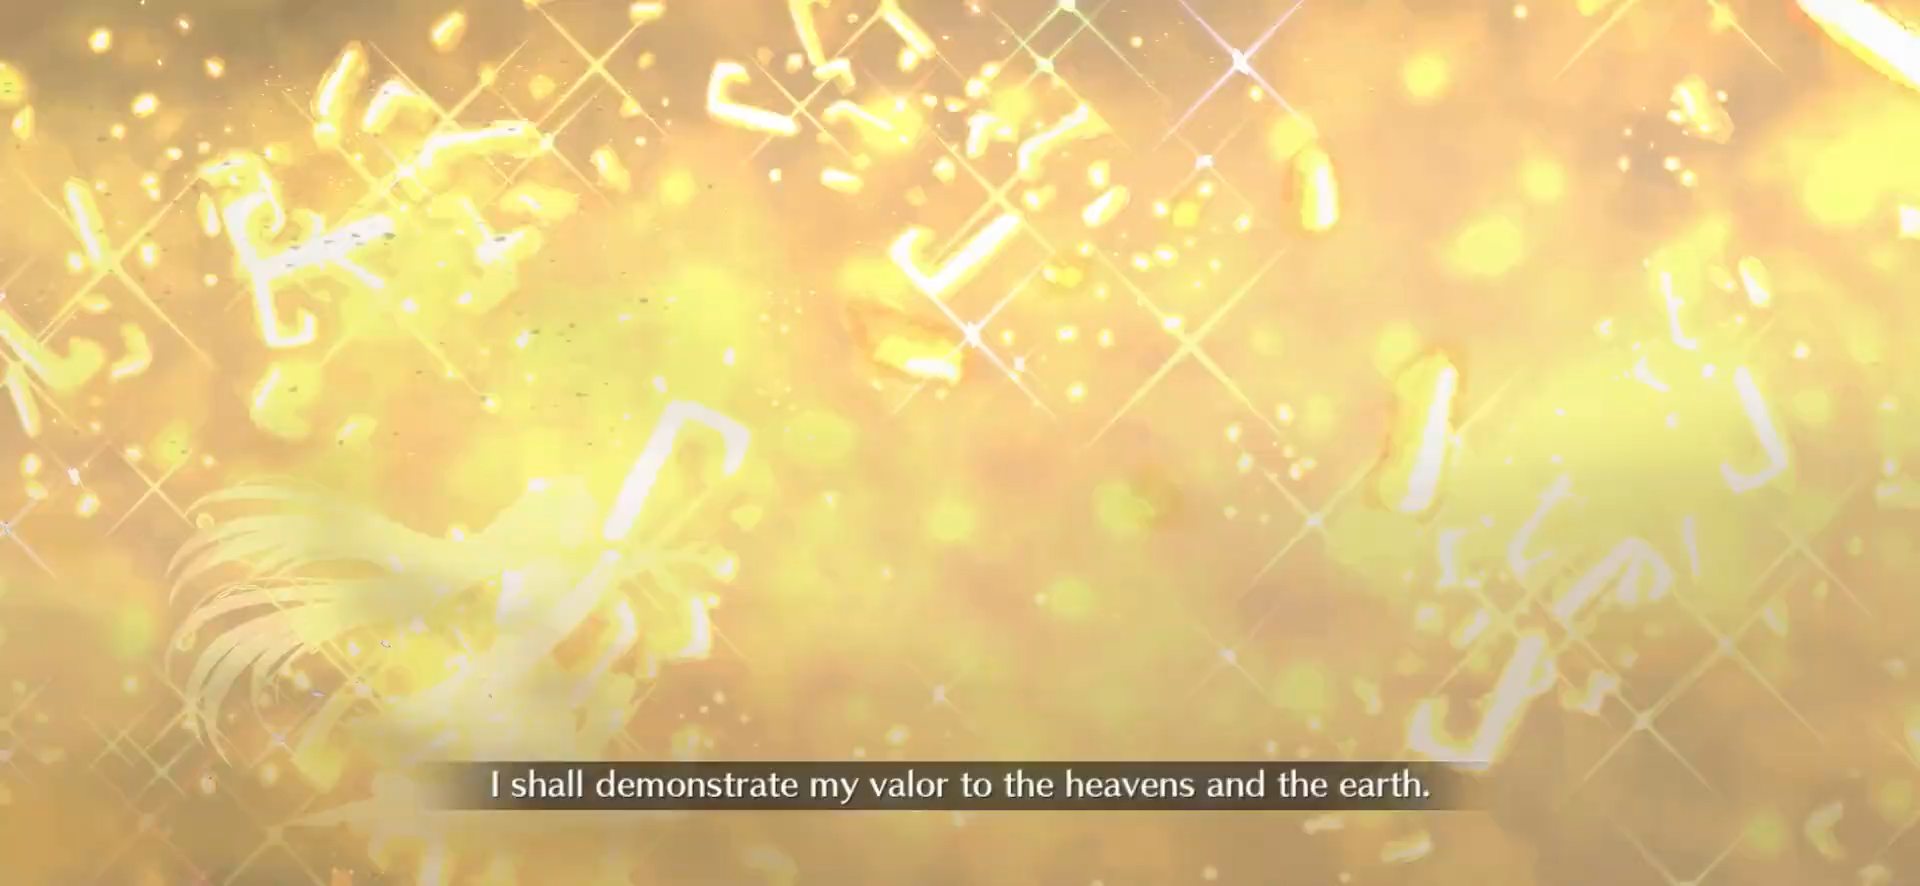 I shall demonstrate my valor to the heavens and the earth.